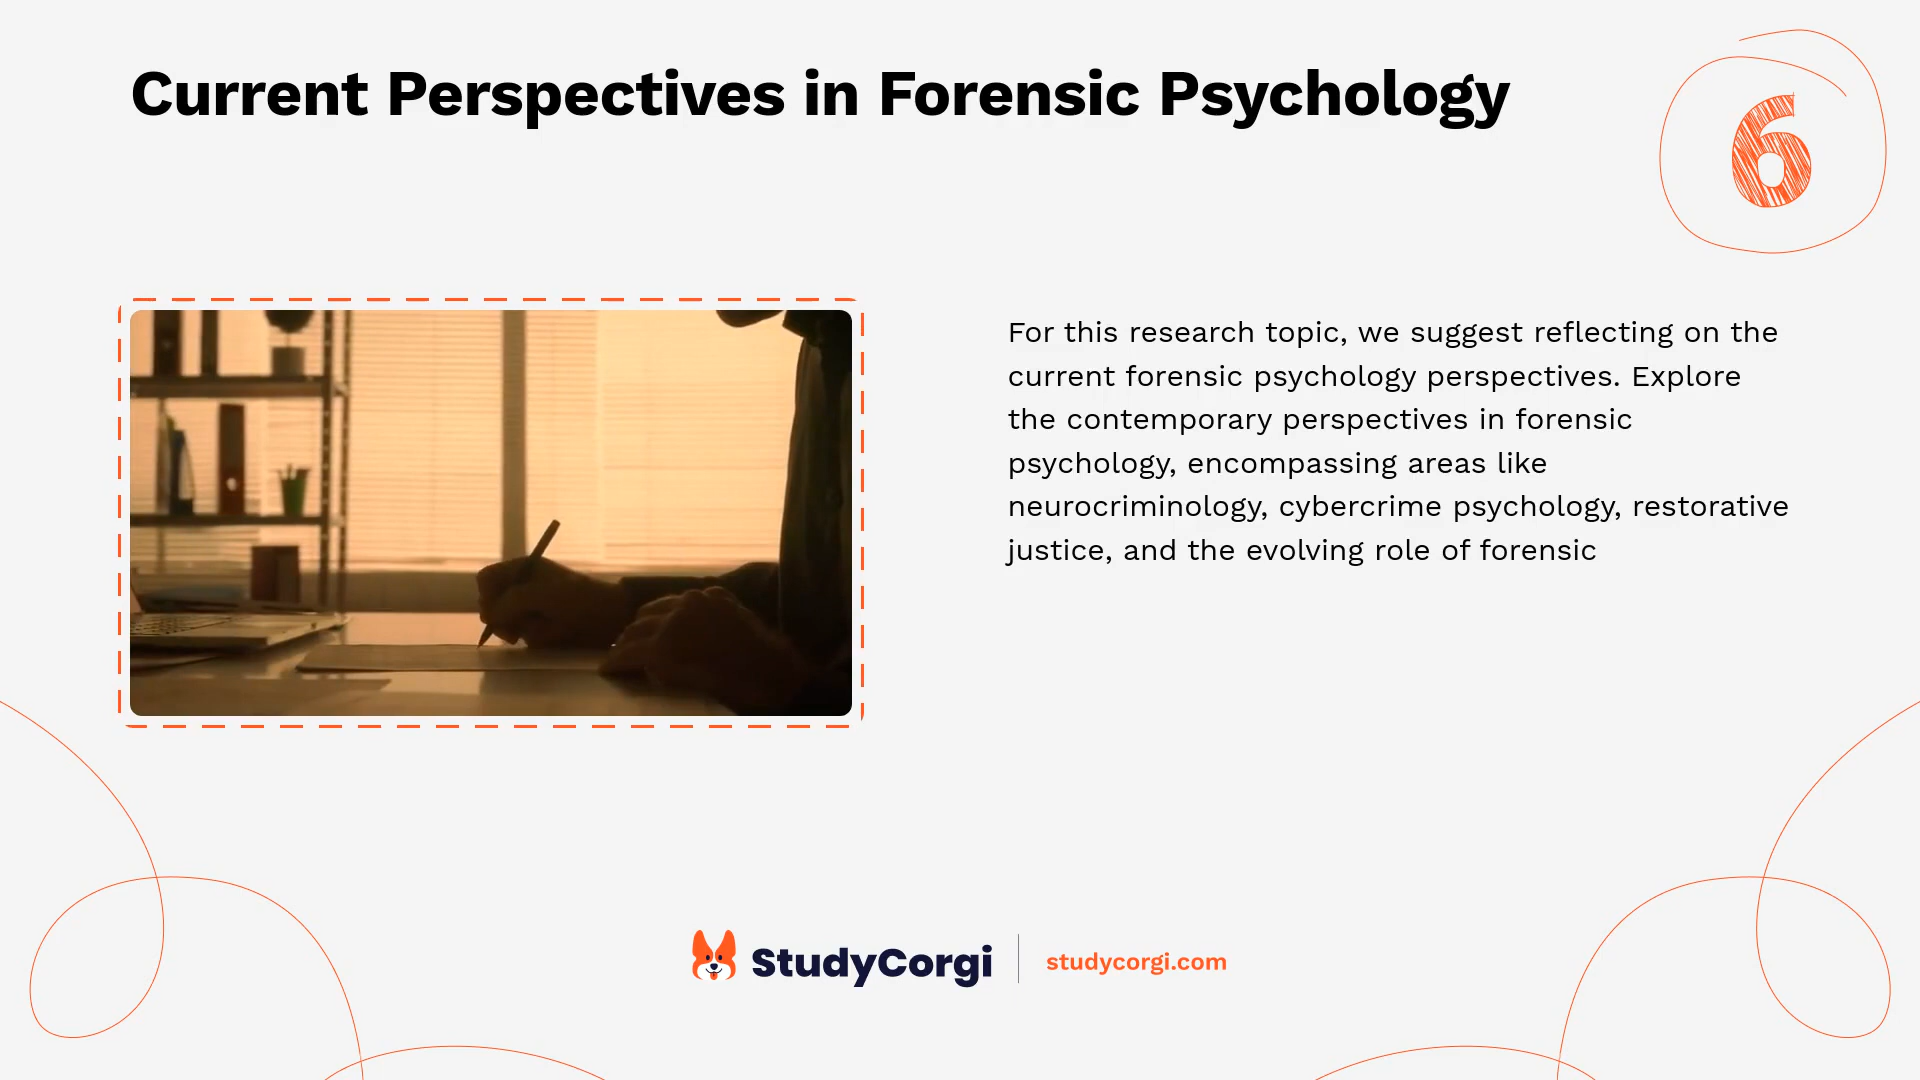 Current Perspectives in Forensic Psychology
6
For this research topic, we suggest reflecting on the
current forensic psychology perspectives. Explore
the contemporary perspectives in forensic
psychology, encompassing areas like
neurocriminology, cybercrime psychology, restorative
justice, and the evolving role of forensic
StudyCorgi
studycorgi.com